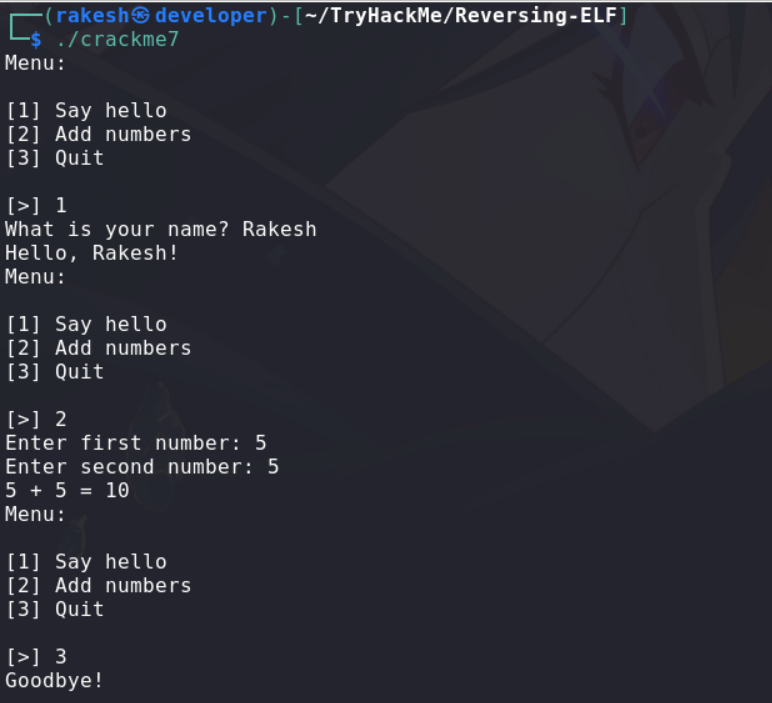 ┌──(rakesh㉿developer)-[~/TryHackMe/Reversing-ELF]
└─$ ./crackme7
Menu:
[1] Say hello
[2] Add numbers
[3] Quit
[>] 1
What is your name? Rakesh
Hello, Rakesh!
Menu:
[1] Say hello
[2] Add numbers
[3] Quit
[>] 2
Enter first number: 5
Enter second number: 5
5 + 5 = 10
Menu:
[1] Say hello
[2] Add numbers
[3] Quit
[>] 3
Goodbye!